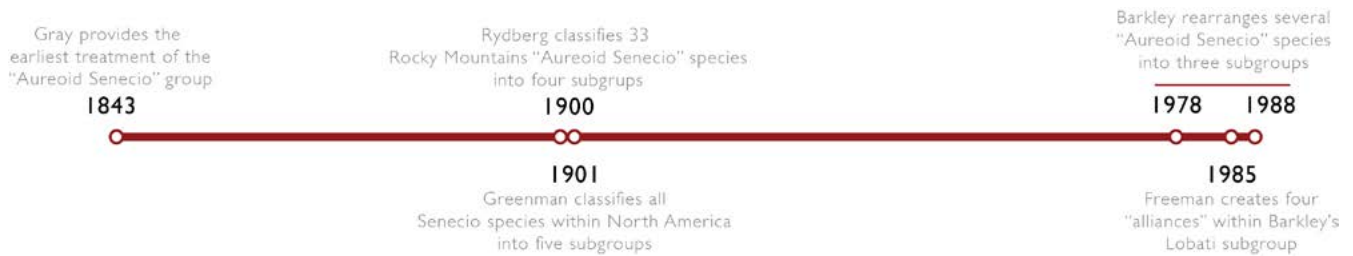 Gray provides the
earliest treatment of the
“Aureoid Senecio” group
1843
Rydberg classifies 33
Rocky Mountains “Aureoid Senecio” species
into four subgrups
1900
1901
Greenman classifies all
Senecio species within North America
into five subgroups
Barkley rearranges several
“Aureoid Senecio” species
into three subgroups
1978 1988
1985
Freeman creates four
“alliances” within Barkley’s
Lobati subgroup